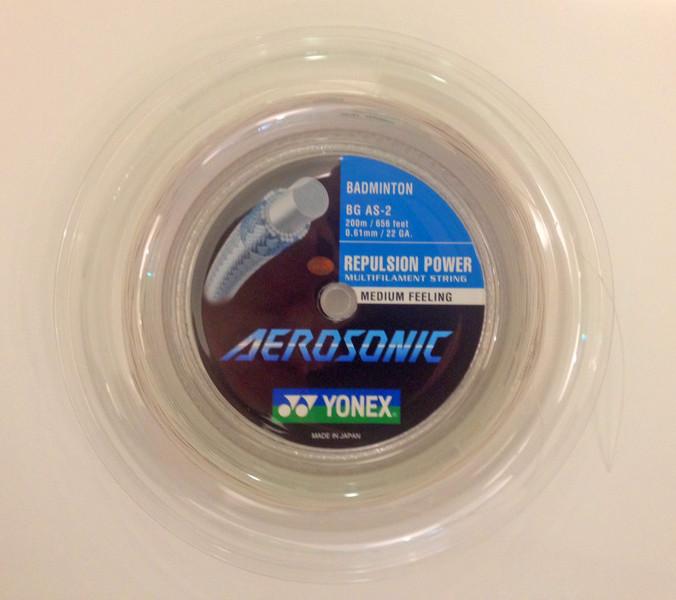 BADMINTON
BG AS-2
200m / 656 feet
0.61mm / 22 GA.
REPULSION POWER
MULTIFILAMENT STRING
MEDIUM FEELING
AEROSONIC
YONEX®
MADE IN JAPAN